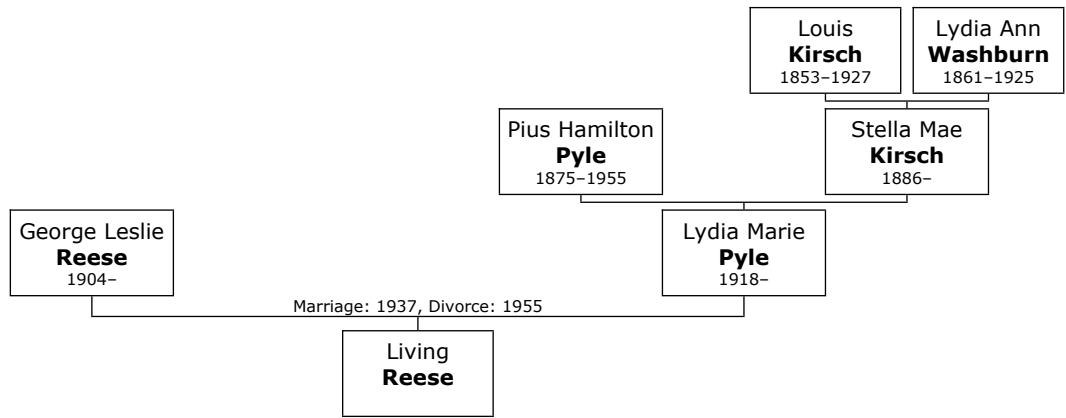 Louis
Kirsch
1853–1927
Lydia Ann
Washburn
1861–1925
Pius Hamilton
Pyle
1875–1955
Stella Mae
Kirsch
1886–
George Leslie
Reese
1904–
Lydia Marie
Pyle
1918–
Marriage: 1937, Divorce: 1955
Living
Reese